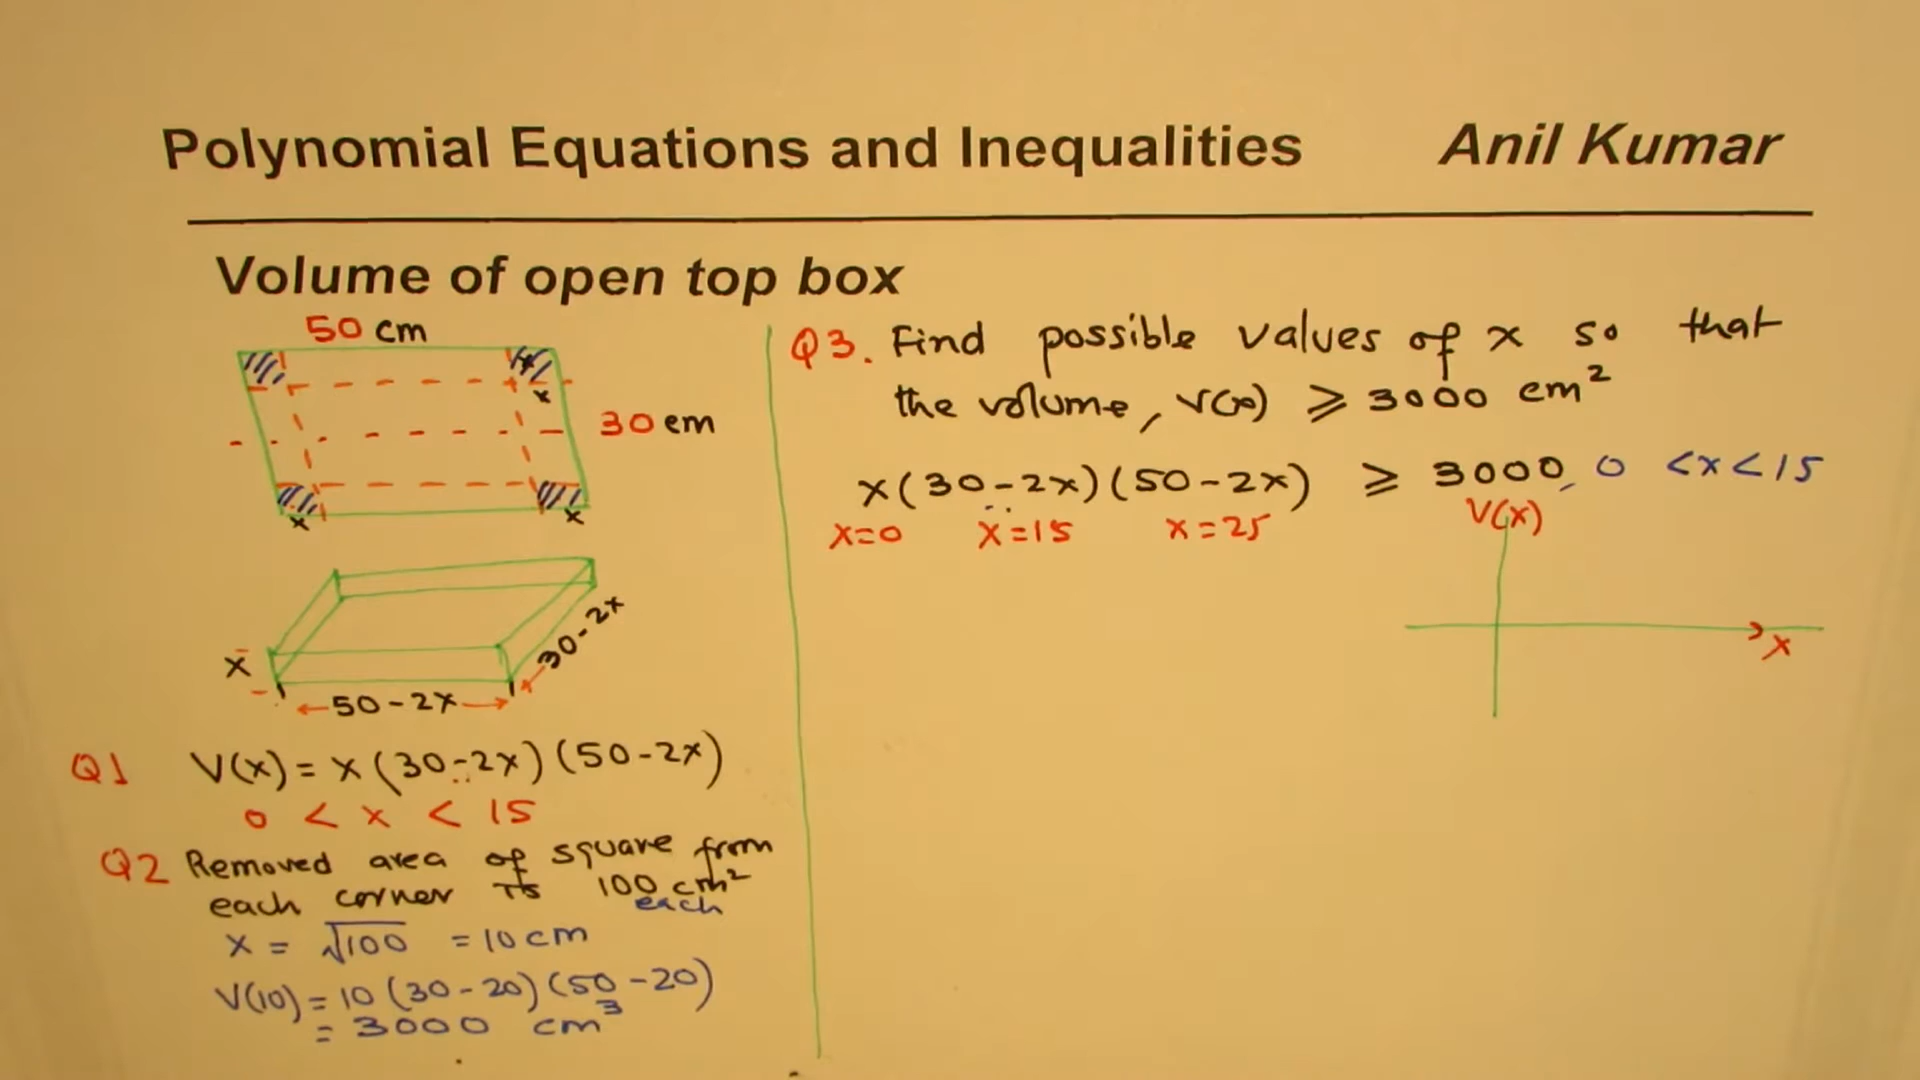 Polynomial Equations and Inequalities Anil Kumar
Volume of open top box
50 cm
x
x
30 cm
x
x
x
50-2x
30-2x
Q1 V(x) = x(30-2x)(50-2x)
0 < x < 15
Q2 Removed area of square from
each corner is 100 cm²
each
x = √100 = 10 cm
V(10) = 10(30-20)(50-20)
= 3000 cm³
Q3. Find possible values of x so that
the volume, V(x) ⩾ 3000 cm²
x(30-2x)(50-2x) ⩾ 3000, 0 < x < 15
x=0 x=15 x=25
V(x)
x